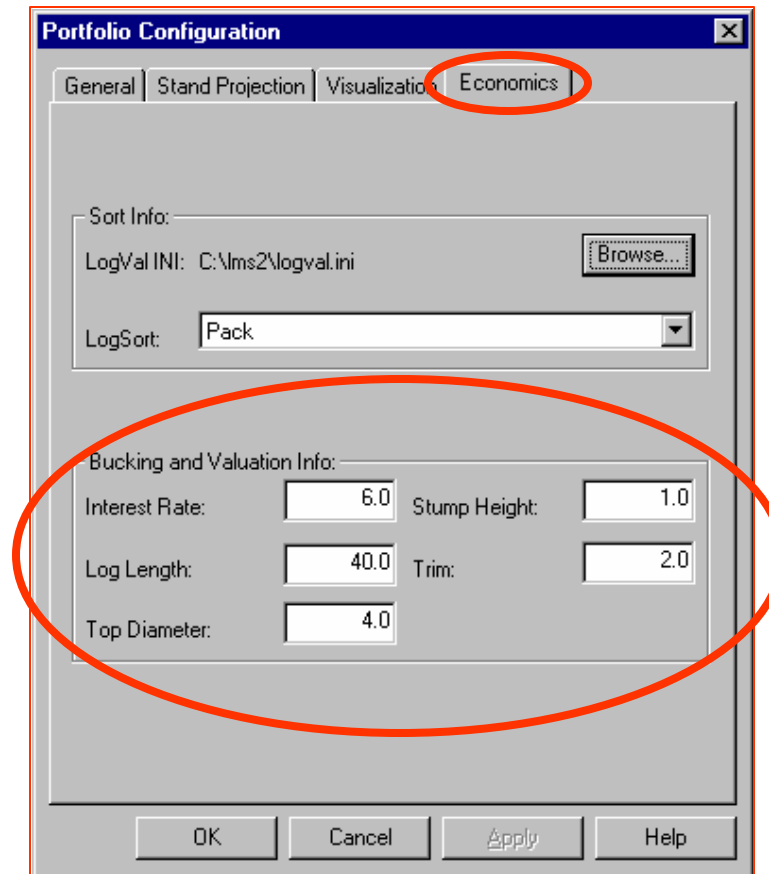 Portfolio Configuration
General Stand Projection Visualization Economics
Sort Info:
LogVal INI: C:\lms2\logval.ini Browse...
LogSort: Pack
Bucking and Valuation Info:
Interest Rate: 6.0 Stump Height: 1.0
Log Length: 40.0 Trim: 2.0
Top Diameter: 4.0
OK Cancel Apply Help